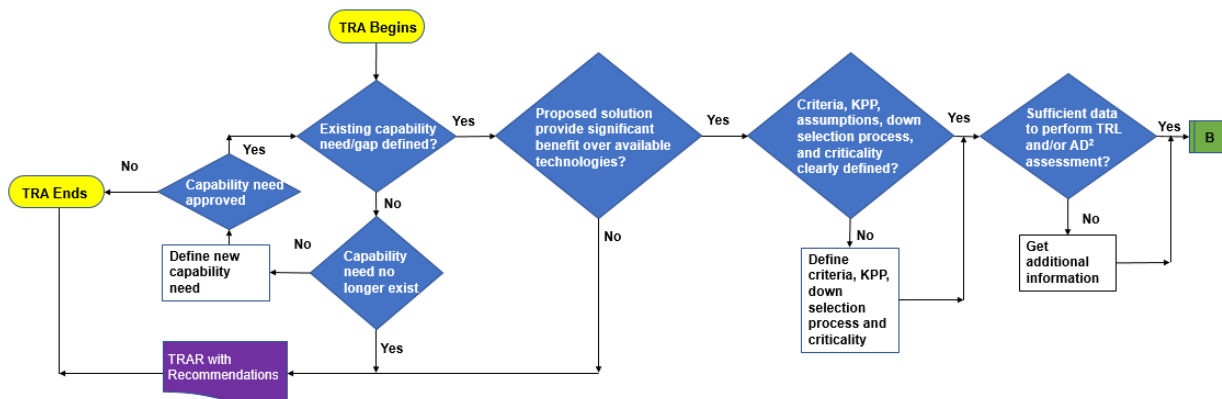 TRA Begins
Existing capability
need/gap defined?
Yes
Proposed solution
provide significant
benefit over available
technologies?
Yes
Criteria, KPP,
assumptions, down
selection process,
and criticality
clearly defined?
Yes
Sufficient data
to perform TRL
and/or AD²
assessment?
Yes
B
No
Yes
TRA Ends
Capability need
approved
No
No
No
No
No
Define new
capability
need
Capability
need no
longer exist
Define
criteria, KPP,
down
selection
process and
criticality
Get
additional
information
Yes
TRAR with
Recommendations